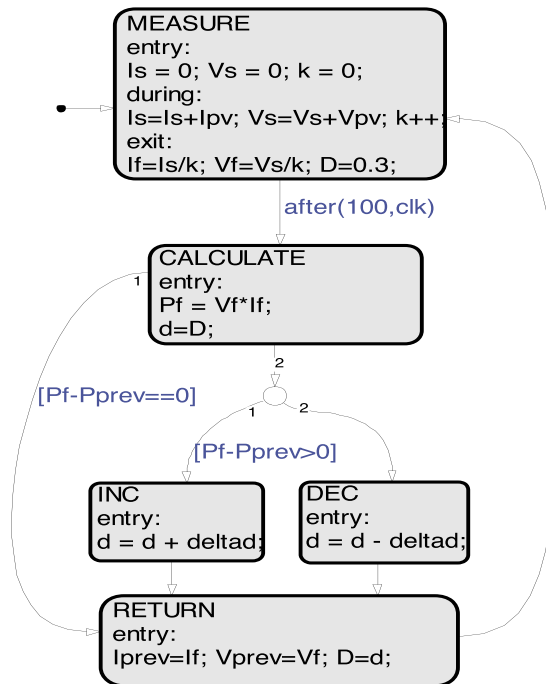 MEASURE
entry:
Is = 0; Vs = 0; k = 0;
during:
Is=Is+Ipv; Vs=Vs+Vpv; k++;
exit:
If=Is/k; Vf=Vs/k; D=0.3;
after(100,clk)
CALCULATE
entry:
Pf = Vf*If;
d=D;
1
2
[Pf-Pprev==0]
1
2
[Pf-Pprev>0]
INC
entry:
d = d + deltad;
DEC
entry:
d = d - deltad;
RETURN
entry:
Iprev=If; Vprev=Vf; D=d;